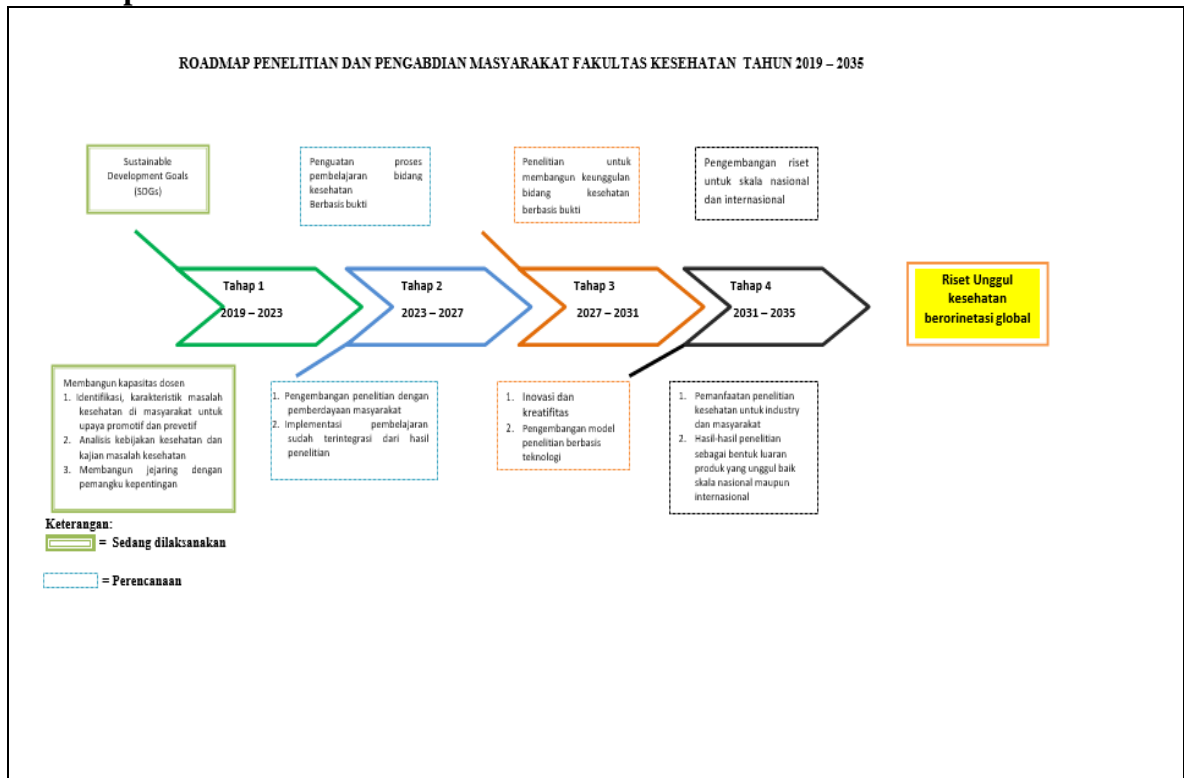 ROADMAP PENELITIAN DAN PENGABDIAN MASYARAKAT FAKULTAS KESEHATAN TAHUN 2019 – 2035
Sustainable
Development Goals
(SDGs)
Penguatan proses
pembelajaran bidang
kesehatan
Berbasis bukti
Penelitian untuk
membangun keunggulan
bidang kesehatan
berbasis bukti
Pengembangan riset
untuk skala nasional
dan internasional
Tahap 1
2019 – 2023
Tahap 2
2023 – 2027
Tahap 3
2027 – 2031
Tahap 4
2031 – 2035
Riset Unggul
kesehatan
berorinetasi global
Membangun kapasitas dosen
1. Identifikasi, karakteristik masalah
kesehatan di masyarakat untuk
upaya promotif dan prevetif
2. Analisis kebijakan kesehatan dan
kajian masalah kesehatan
3. Membangun jejaring dengan
pemangku kepentingan
1. Pengembangan penelitian dengan
pemberdayaan masyarakat
2. Implementasi pembelajaran
sudah terintegrasi dari hasil
penelitian
1. Inovasi dan
kreatifitas
2. Pengembangan model
penelitian berbasis
teknologi
1. Pemanfaatan penelitian
kesehatan untuk industry
dan masyarakat
2. Hasil-hasil penelitian
sebagai bentuk luaran
produk yang unggul baik
skala nasional maupun
internasional
Keterangan:
= Sedang dilaksanakan
= Perencanaan